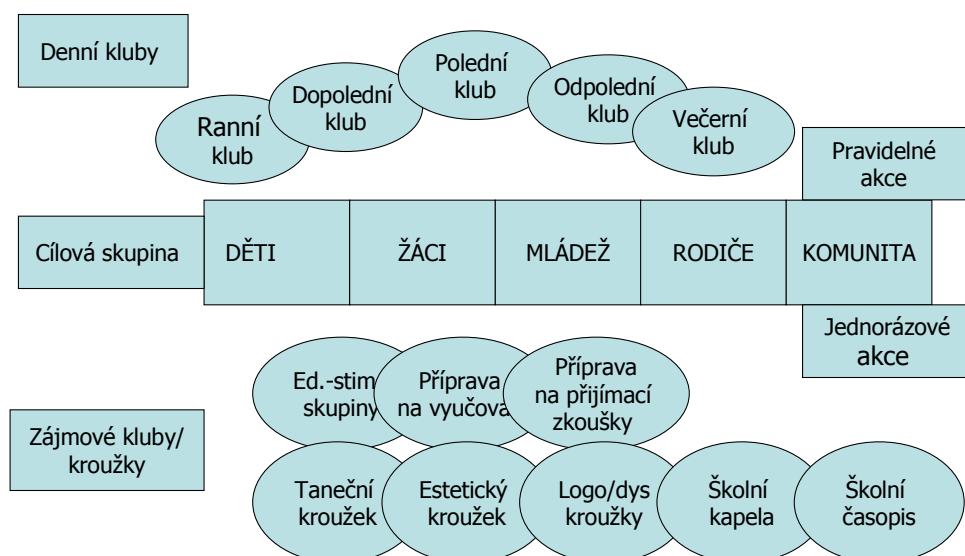 Denní kluby
Ranní
klub
Dopolední
klub
Polední
klub
Odpolední
klub
Večerní
klub
Pravidelné
akce
Cílová skupina
DĚTI
ŽÁCI
MLÁDEŽ
RODIČE
KOMUNITA
Jednorázové
akce
Zájmové kluby/
kroužky
Ed.-stim
skupiny
Příprava
na vyučová
Příprava
na přijímací
zkoušky
Taneční
kroužek
Estetický
kroužek
Logo/dys
kroužky
Školní
kapela
Školní
časopis